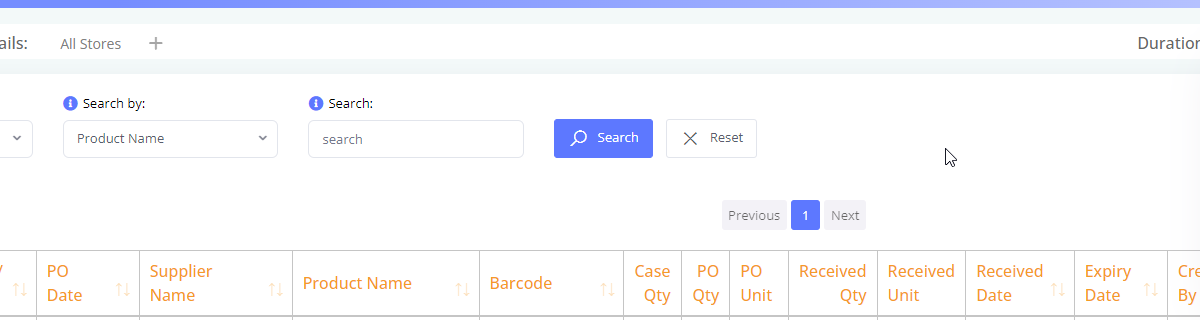 ails:
All Stores
Duration
Search by:
Search:
Product Name
search
Search
Reset
Previous
1
Next
PO
Date
Supplier
Name
Product Name
Barcode
Case
Qty
PO
Qty
PO
Unit
Received
Qty
Received
Unit
Received
Date
Expiry
Date
Cre
By